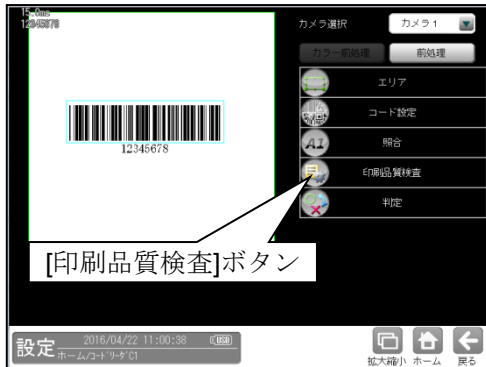 15.0ms
12345678
カメラ選択
カメラ1
カラー前処理
前処理
エリア
コード設定
照合
印刷品質検査
判定
12345678
[印刷品質検査]ボタン
設定
2016/04/22 11:00:38
USB
ホーム/コードリーダC1
拡大縮小
ホーム
戻る